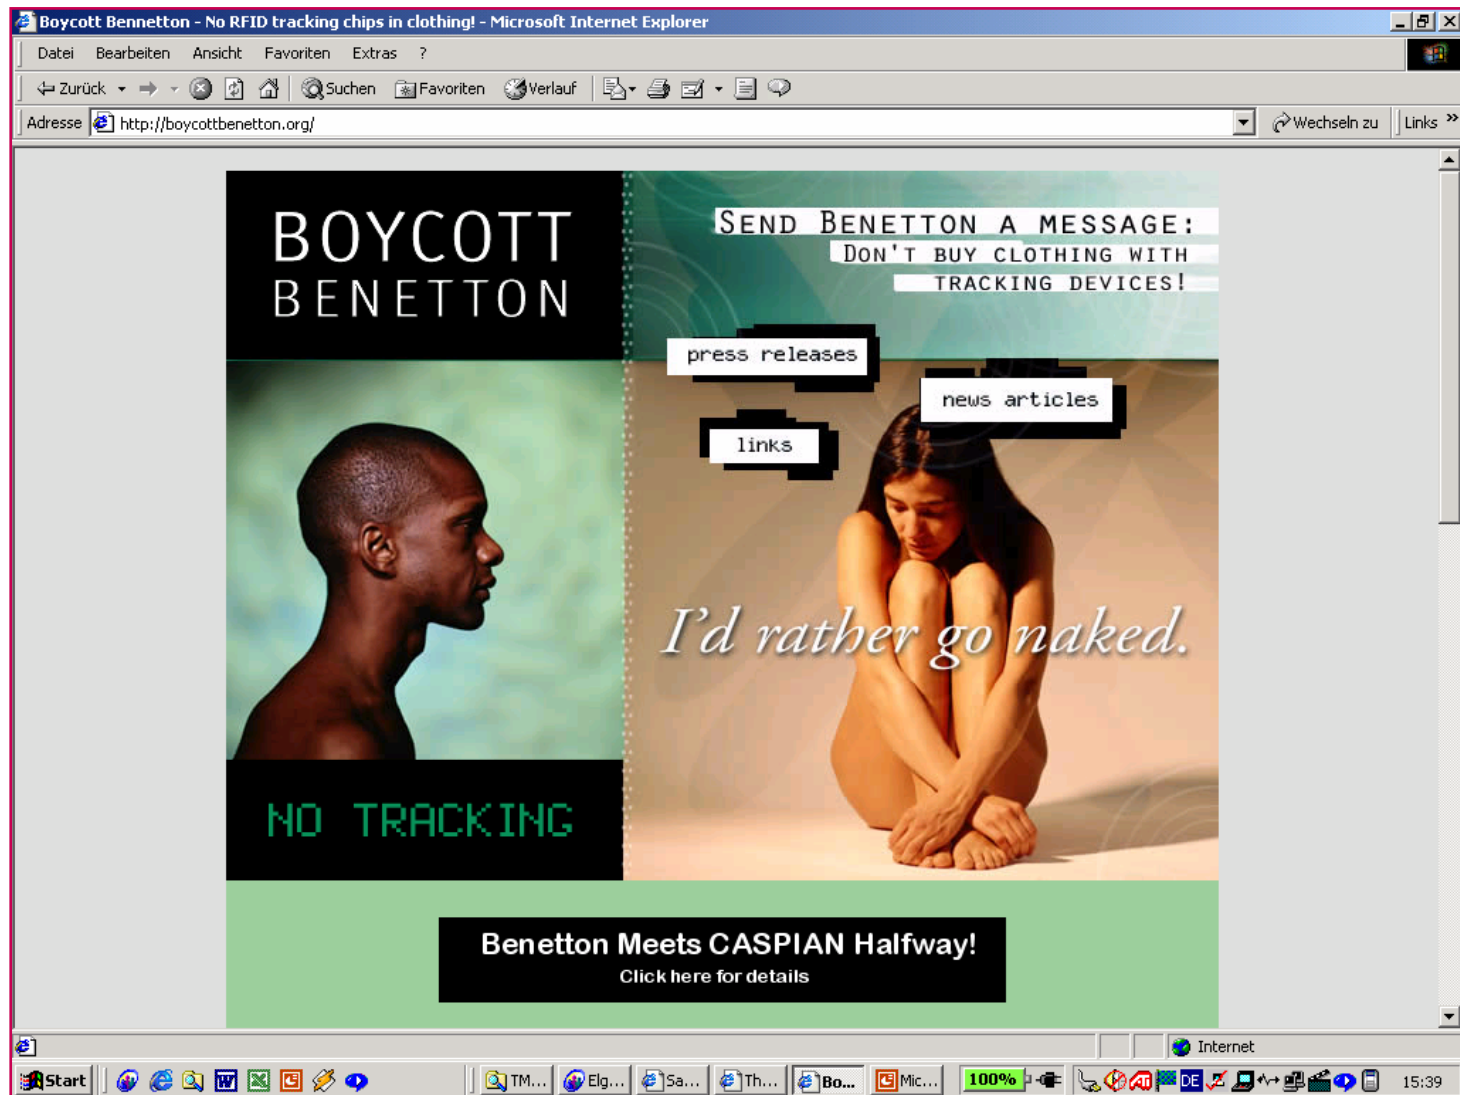 Boycott Bennetton - No RFID tracking chips in clothing! - Microsoft Internet Explorer
Datei Bearbeiten Ansicht Favoriten Extras ?
Zurück Suchen Favoriten Verlauf
Adresse http://boycottbenetton.org/ Wechseln zu Links »
BOYCOTT
BENETTON
SEND BENETTON A MESSAGE:
DON'T BUY CLOTHING WITH
TRACKING DEVICES!
press releases
news articles
links
I'd rather go naked.
NO TRACKING
Benetton Meets CASPIAN Halfway!
Click here for details
Internet
Start TM... Elg... Sa... Th... Bo... Mic... 100% DE 15:39